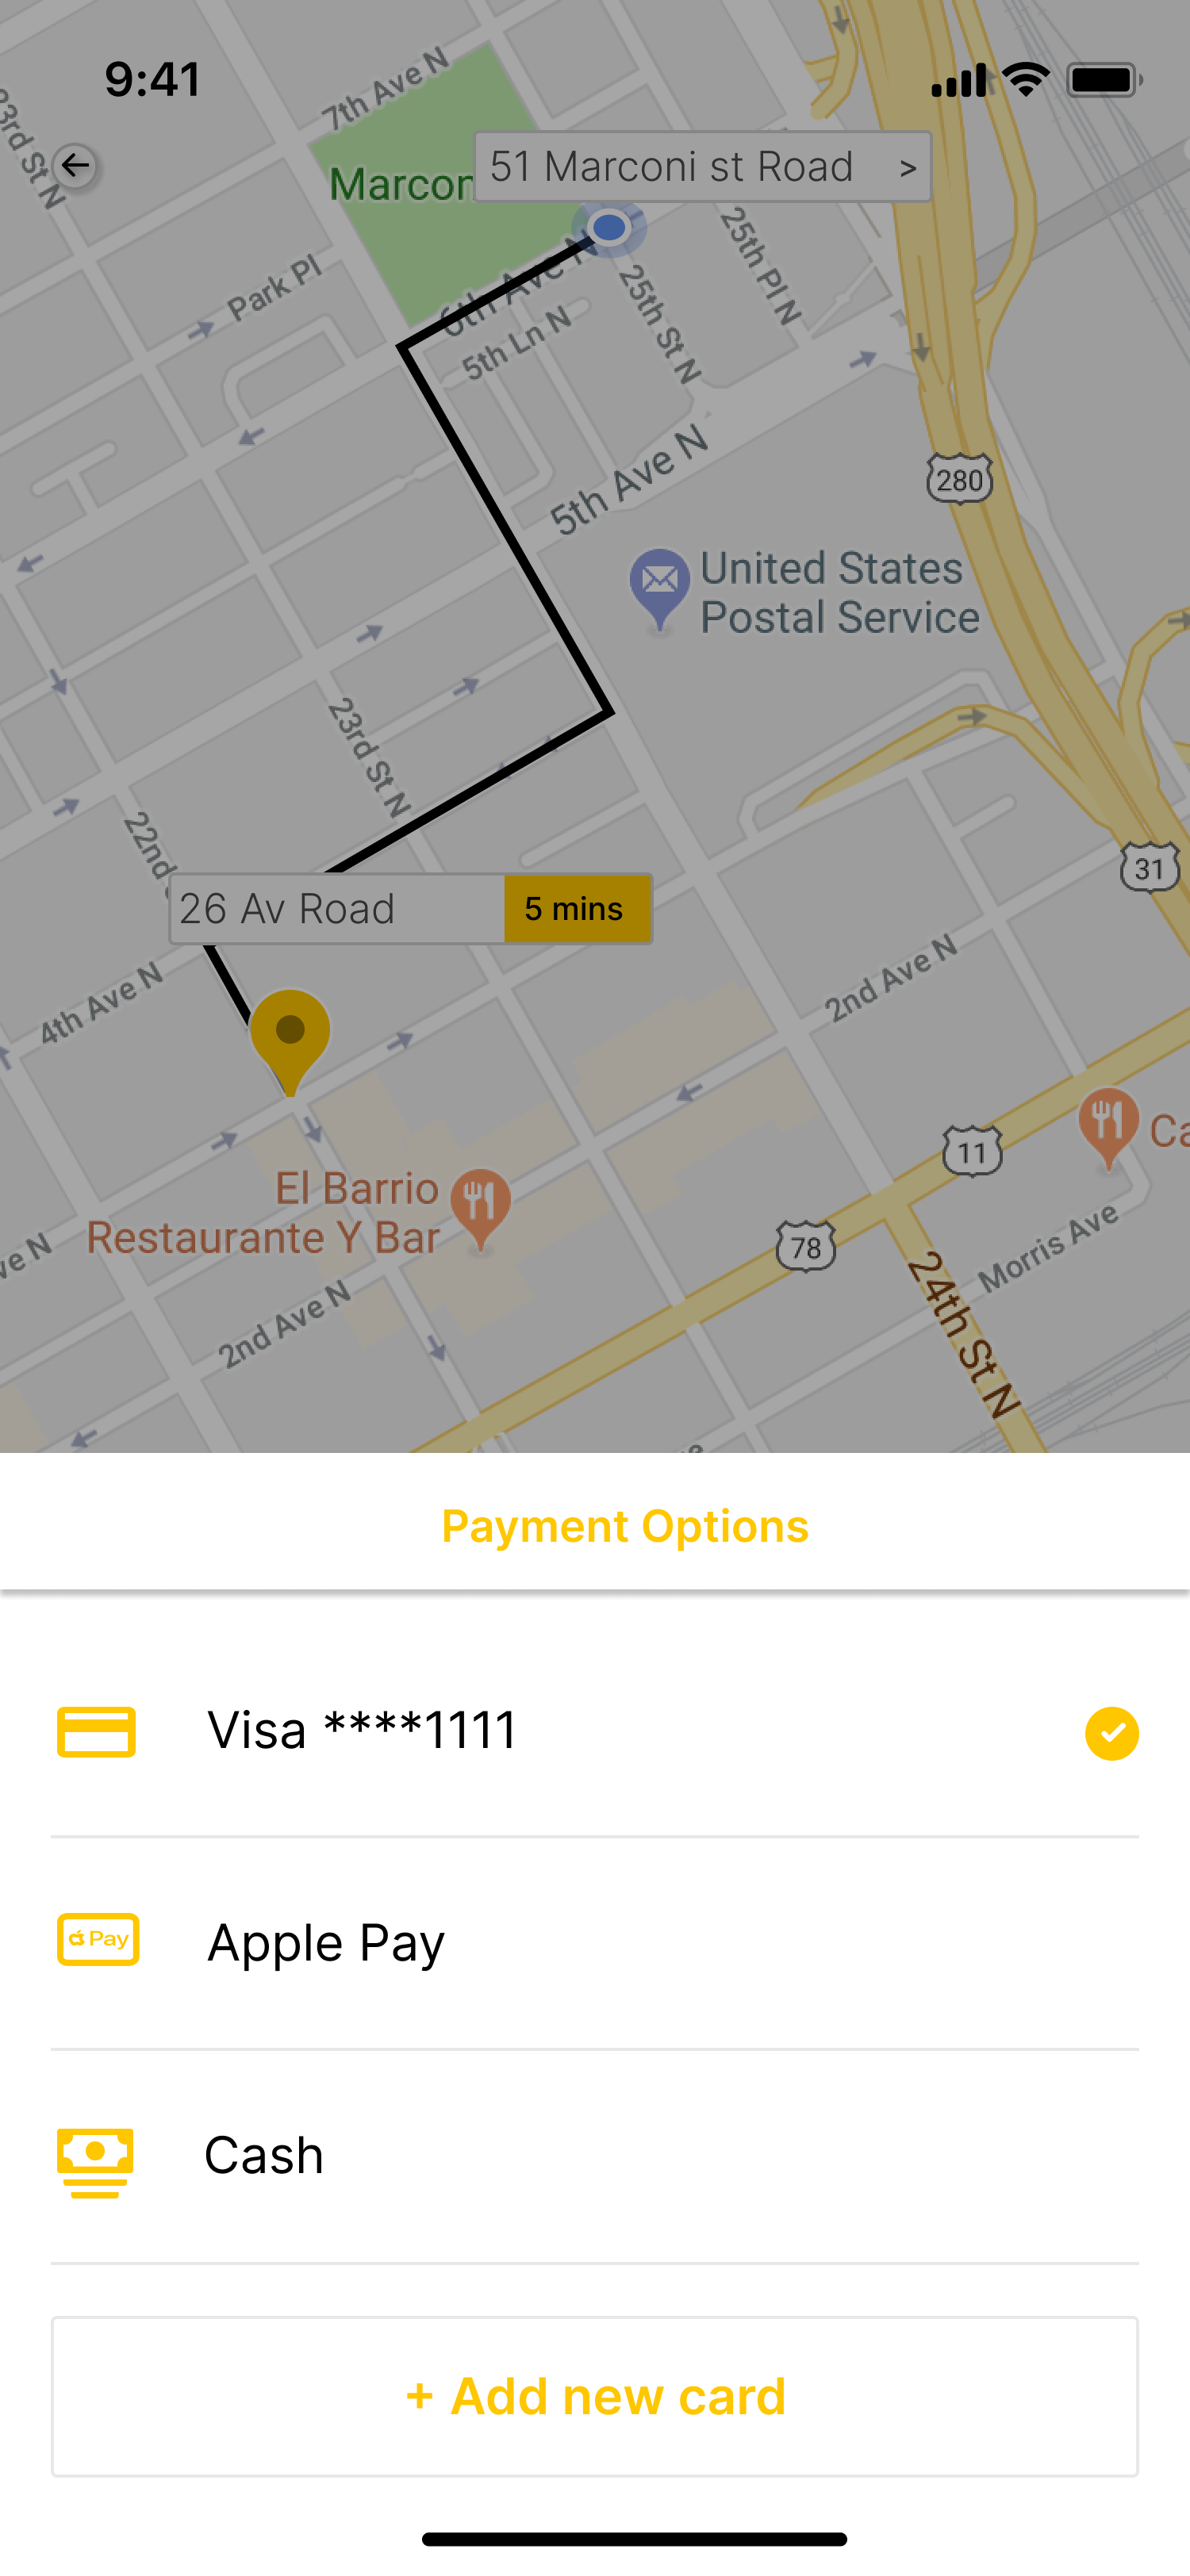 9:41
7th Ave N
23rd St N
51 Marconi st Road >
Marcon
Park Pl
6th Ave N
5th Ln N
25th St N
25th Pl N
5th Ave N
280
United States
Postal Service
23rd St N
22nd
31
26 Av Road 5 mins
4th Ave N
2nd Ave N
11
Ca
El Barrio
Restaurante Y Bar
78
Morris Ave
ve N
2nd Ave N
24th St N
Payment Options
Visa ****1111
Pay
Apple Pay
Cash
+ Add new card